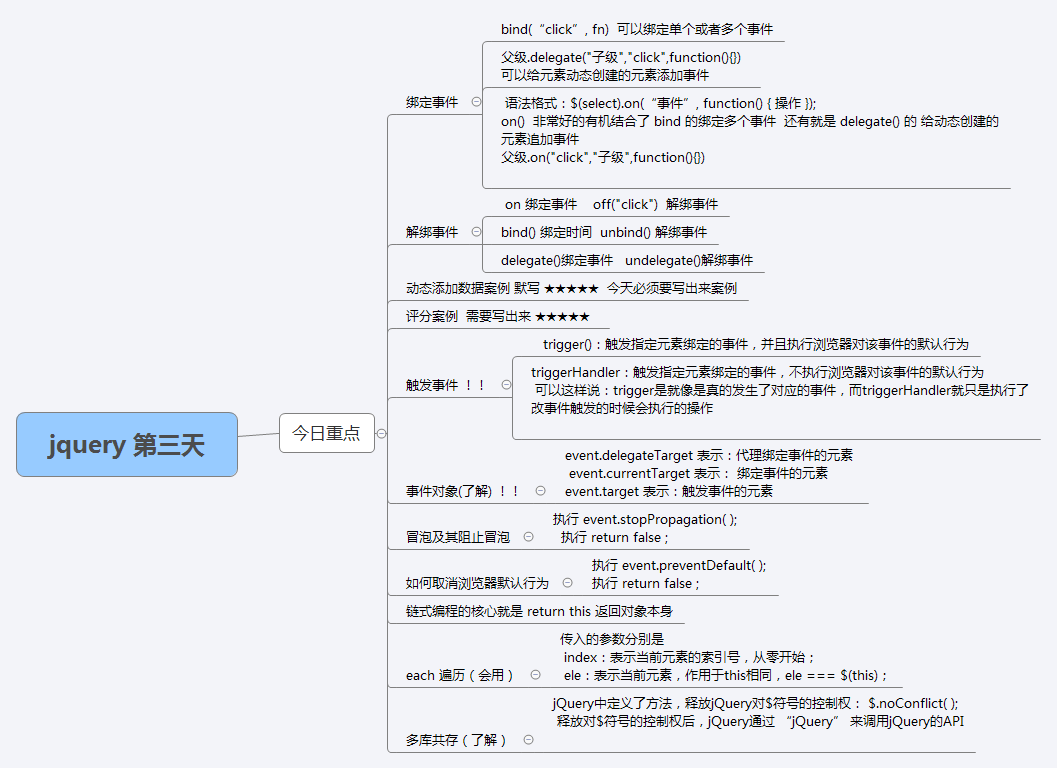 jquery 第三天
今日重点
绑定事件
bind(“click”, fn)  可以绑定单个或者多个事件
父级.delegate("子级","click",function(){})
可以给元素动态创建的元素添加事件
语法格式：$(select).on(“事件”, function() { 操作 });
on()  非常好的有机结合了 bind 的绑定多个事件  还有就是 delegate() 的 给动态创建的
元素追加事件
父级.on("click","子级",function(){})
解绑事件
on 绑定事件    off("click")  解绑事件
bind() 绑定时间  unbind() 解绑事件
delegate()绑定事件   undelegate()解绑事件
动态添加数据案例 默写 ★★★★★  今天必须要写出来案例
评分案例  需要写出来 ★★★★★
触发事件 ！！
trigger()：触发指定元素绑定的事件，并且执行浏览器对该事件的默认行为
triggerHandler：触发指定元素绑定的事件，不执行浏览器对该事件的默认行为
可以这样说：trigger是就像是真的发生了对应的事件，而triggerHandler就只是执行了
改事件触发的时候会执行的操作
事件对象(了解) ！！
event.delegateTarget 表示：代理绑定事件的元素
event.currentTarget 表示： 绑定事件的元素
event.target 表示：触发事件的元素
冒泡及其阻止冒泡
执行 event.stopPropagation( );
执行 return false ;
如何取消浏览器默认行为
执行 event.preventDefault( );
执行 return false ;
链式编程的核心就是 return this 返回对象本身
each 遍历（会用）
传入的参数分别是
index：表示当前元素的索引号，从零开始；
ele：表示当前元素，作用于this相同，ele === $(this)；
多库共存（了解）
jQuery中定义了方法，释放jQuery对$符号的控制权： $.noConflict( );
释放对$符号的控制权后，jQuery通过 “jQuery” 来调用jQuery的API